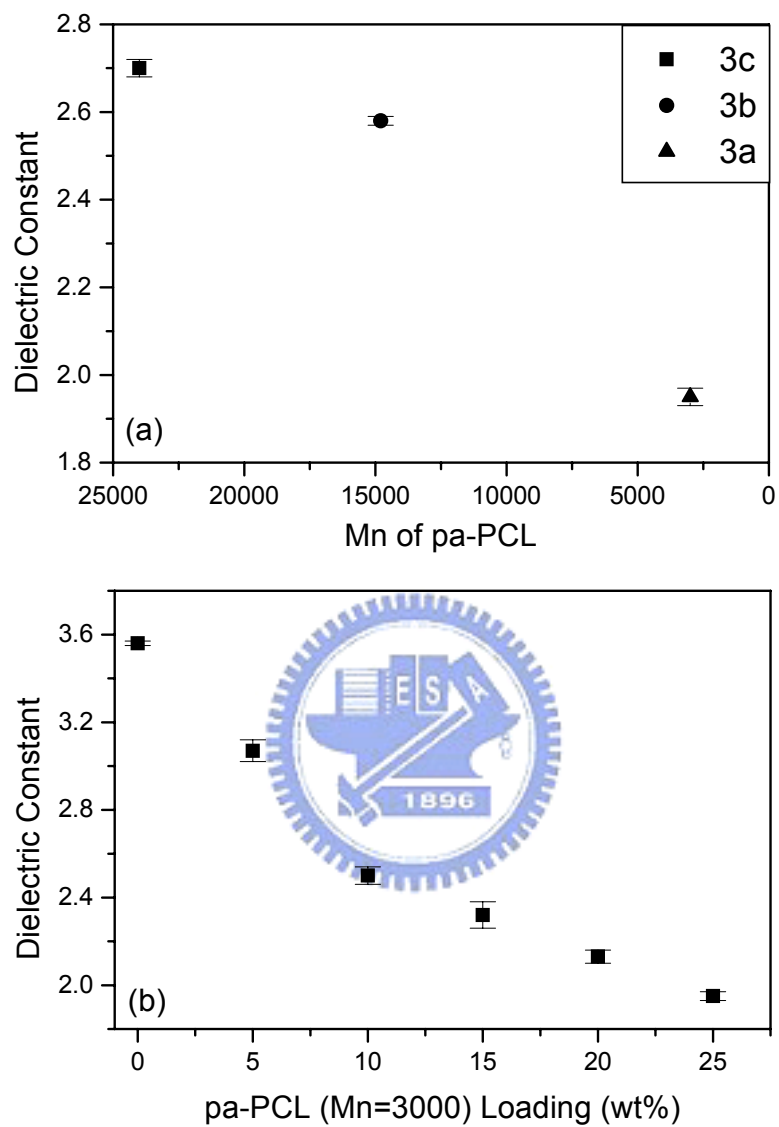 2.8
3c
3b
3a
2.6
2.4
2.2
2.0
1.8
Dielectric Constant
(a)
25000 20000 15000 10000 5000 0
Mn of pa-PCL
3.6
3.2
2.8
2.4
2.0
Dielectric Constant
E S A
1896
(b)
0 5 10 15 20 25
pa-PCL (Mn=3000) Loading (wt%)